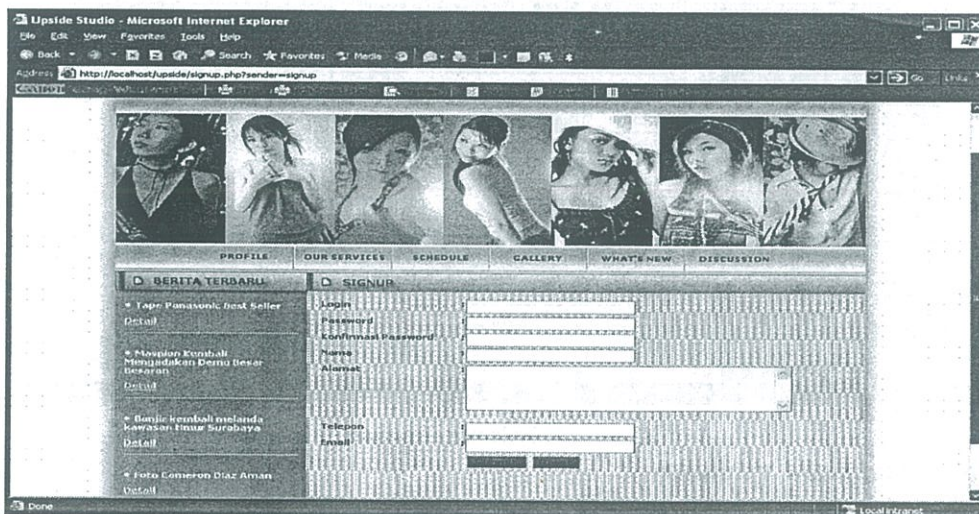 Upside Studio - Microsoft Internet Explorer
File Edit View Favorites Tools Help
Back Search Favorites Media
Address http://localhost/upside/signup.php?sender=signup Go Links
PROFILE OUR SERVICES SCHEDULE GALLERY WHAT'S NEW DISCUSSION
BERITA TERBARU
• Tape Panasonic Best Seller
Detail
• Maspion Kembali
Mengadakan Demo Besar
Besaran
Detail
• Banjir kembali melanda
kawasan timur Surabaya
Detail
• Foto Cameron Diaz Aman
Detail
SIGNUP
Login :
Password :
Konfirmasi Password :
Nama :
Alamat :
Telepon :
Email :
Done Local intranet